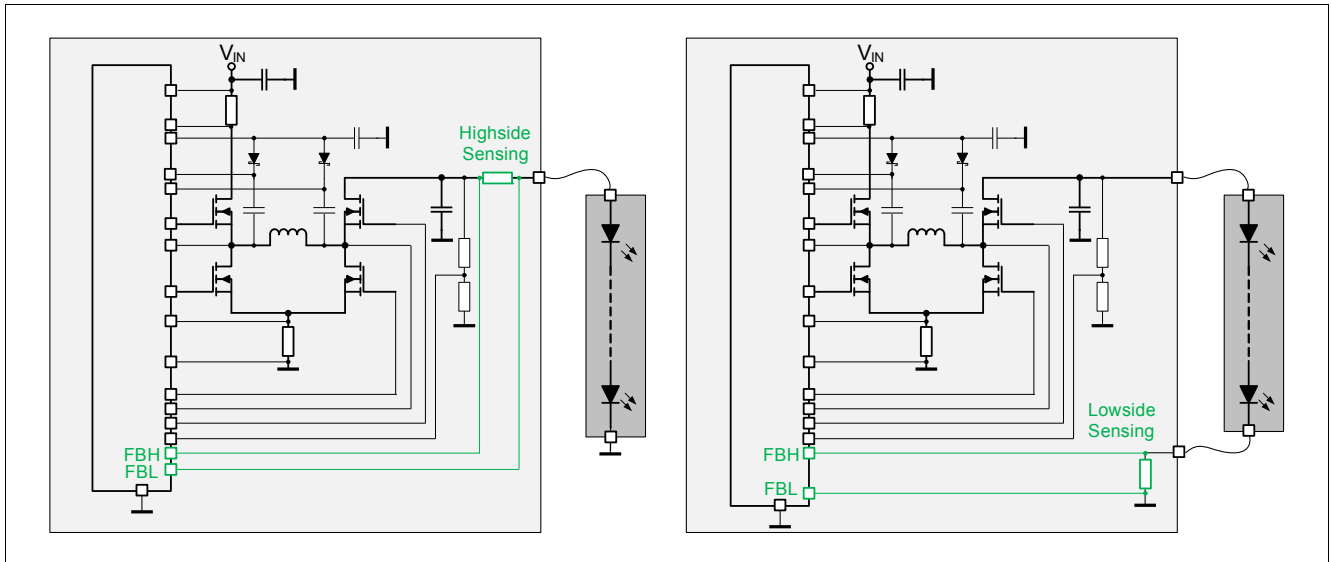 VIN
Highside
Sensing
FBH
FBL
VIN
Lowside
Sensing
FBH
FBL